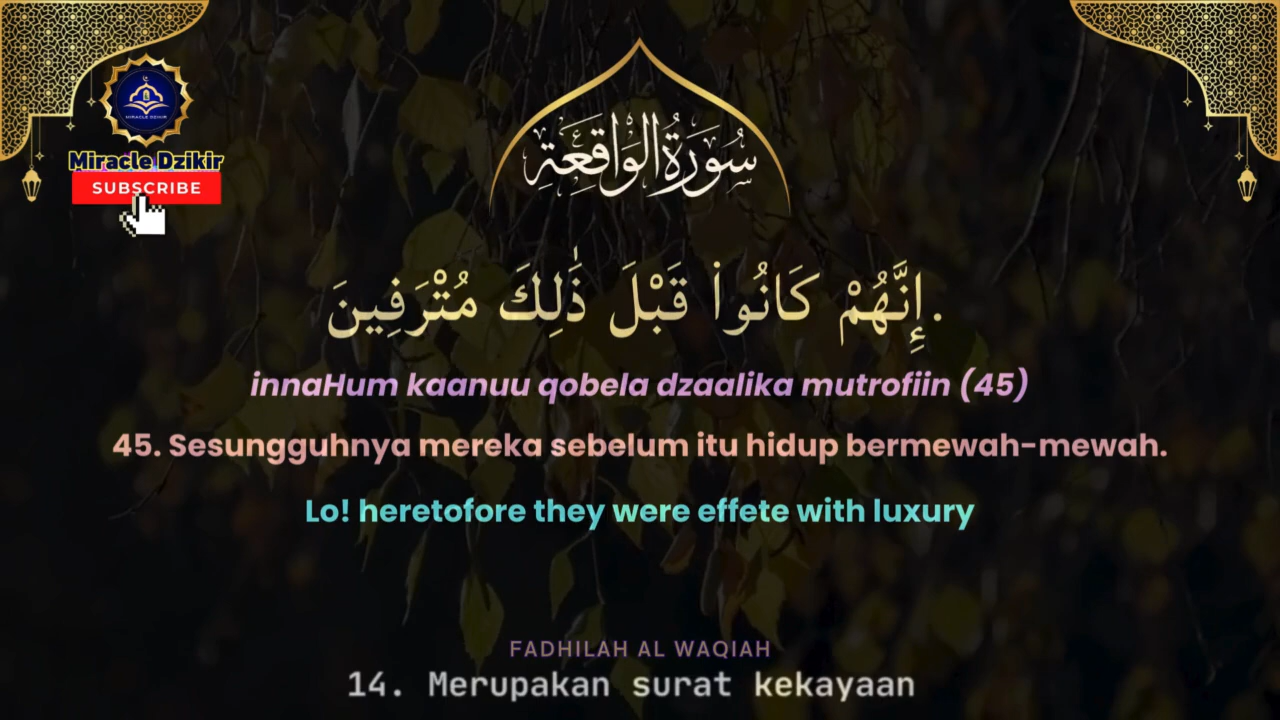 MIRACLE DZIKIR
Miracle Dzikir
SUBSCRIBE
سُورَةُ الوَاقِعَةِ
إِنَّهُمْ كَانُوا۟ قَبْلَ ذَٰلِكَ مُتْرَفِينَ.
innaHum kaanuu qobela dzaalika mutrofiin (45)
45. Sesungguhnya mereka sebelum itu hidup bermewah-mewah.
Lo! heretofore they were effete with luxury
FADHILAH AL WAQIAH
14. Merupakan surat kekayaan